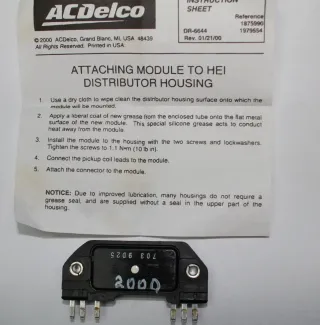 ACDelco
INSTRUCTION
SHEET
Reference
1875990
© 2000 ACDelco, Grand Blanc, MI, USA 48439
DR-6644
1979554
All Rights Reserved. Printed in USA.
Rev. 01/21/00
ATTACHING MODULE TO HEI
DISTRIBUTOR HOUSING
1. Use a dry cloth to wipe clean the distributor housing surface onto which the
module will be mounted.
2. Apply a liberal coat of new grease from the enclosed tube onto the flat metal
surface of the new module. This special silicone grease acts to conduct
heat away from the module.
3. Install the module to the housing with the two screws and lockwashers.
Tighten the screws to 1.1 N•m (10 lb in).
4. Connect the pickup coil leads to the module.
5. Attach the connector to the module.
NOTICE: Due to improved lubrication, many housings do not require a
grease seal, and are supplied without a seal in the upper part of the
housing.
2000